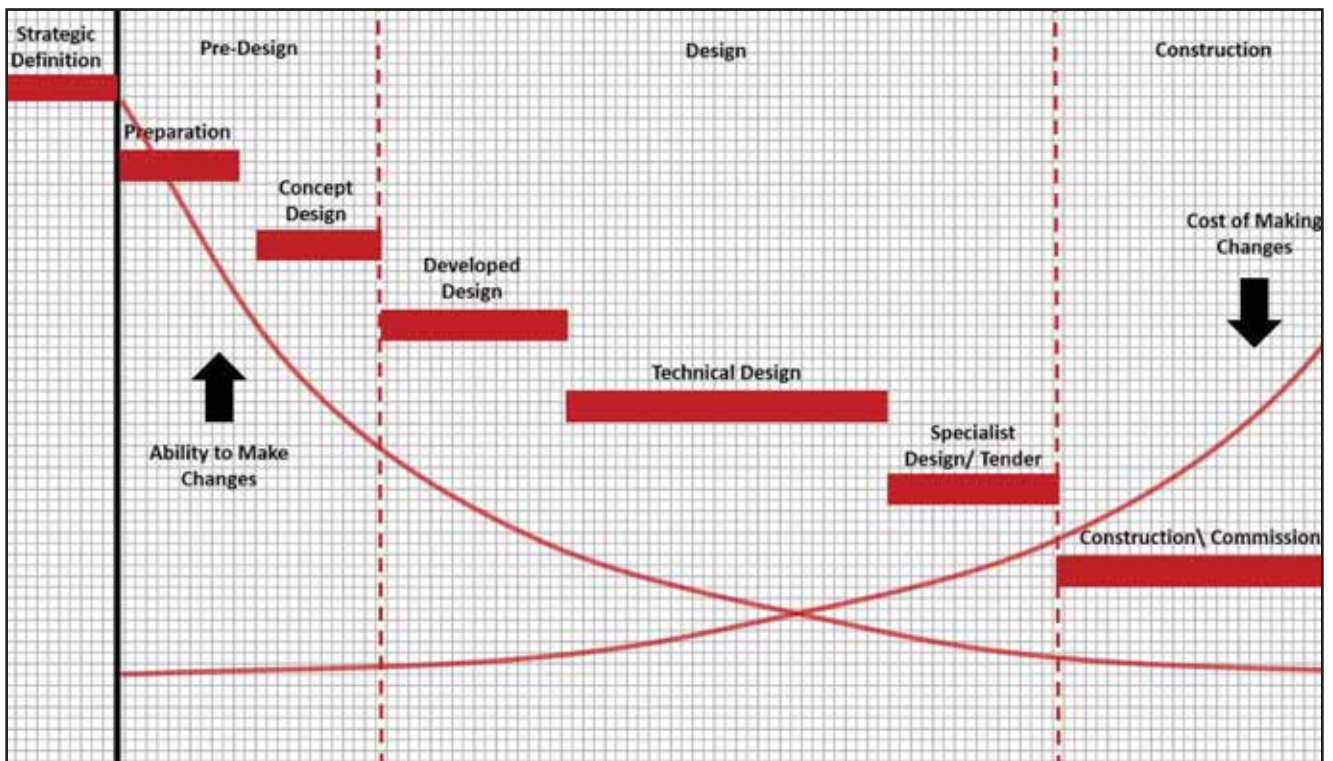 Strategic
Definition
Pre-Design
Design
Construction
Preparation
Concept
Design
Developed
Design
Technical Design
Specialist
Design/ Tender
Construction\ Commission
Ability to Make
Changes
Cost of Making
Changes